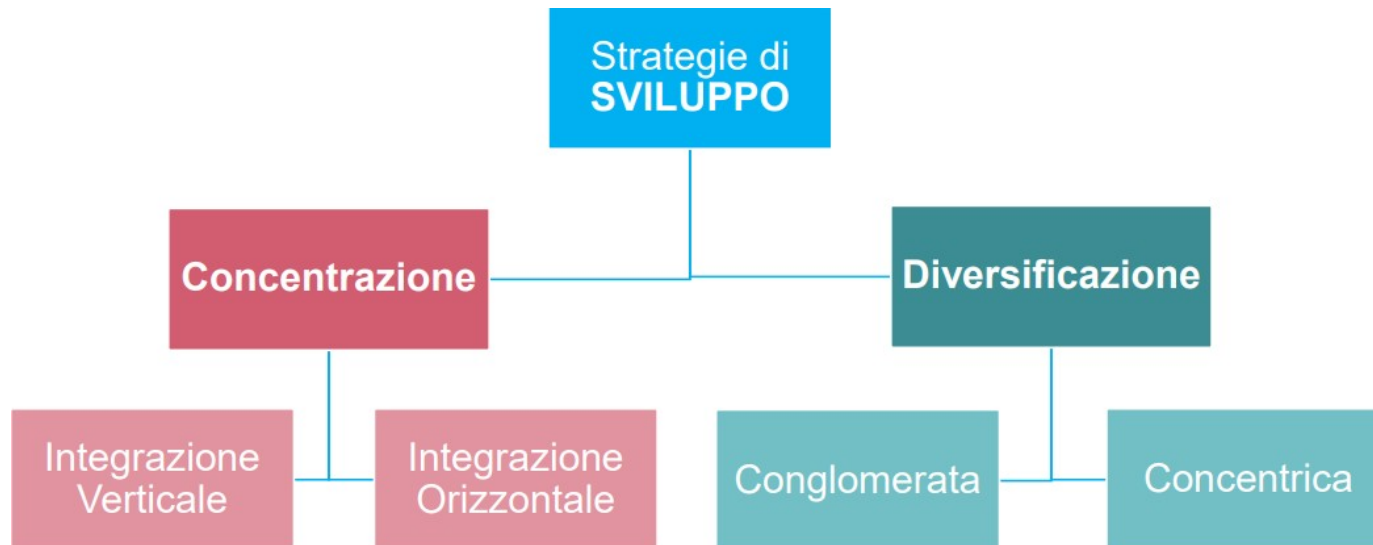 Strategie di
SVILUPPO
Concentrazione
Diversificazione
Integrazione
Verticale
Integrazione
Orizzontale
Conglomerata
Concentrica